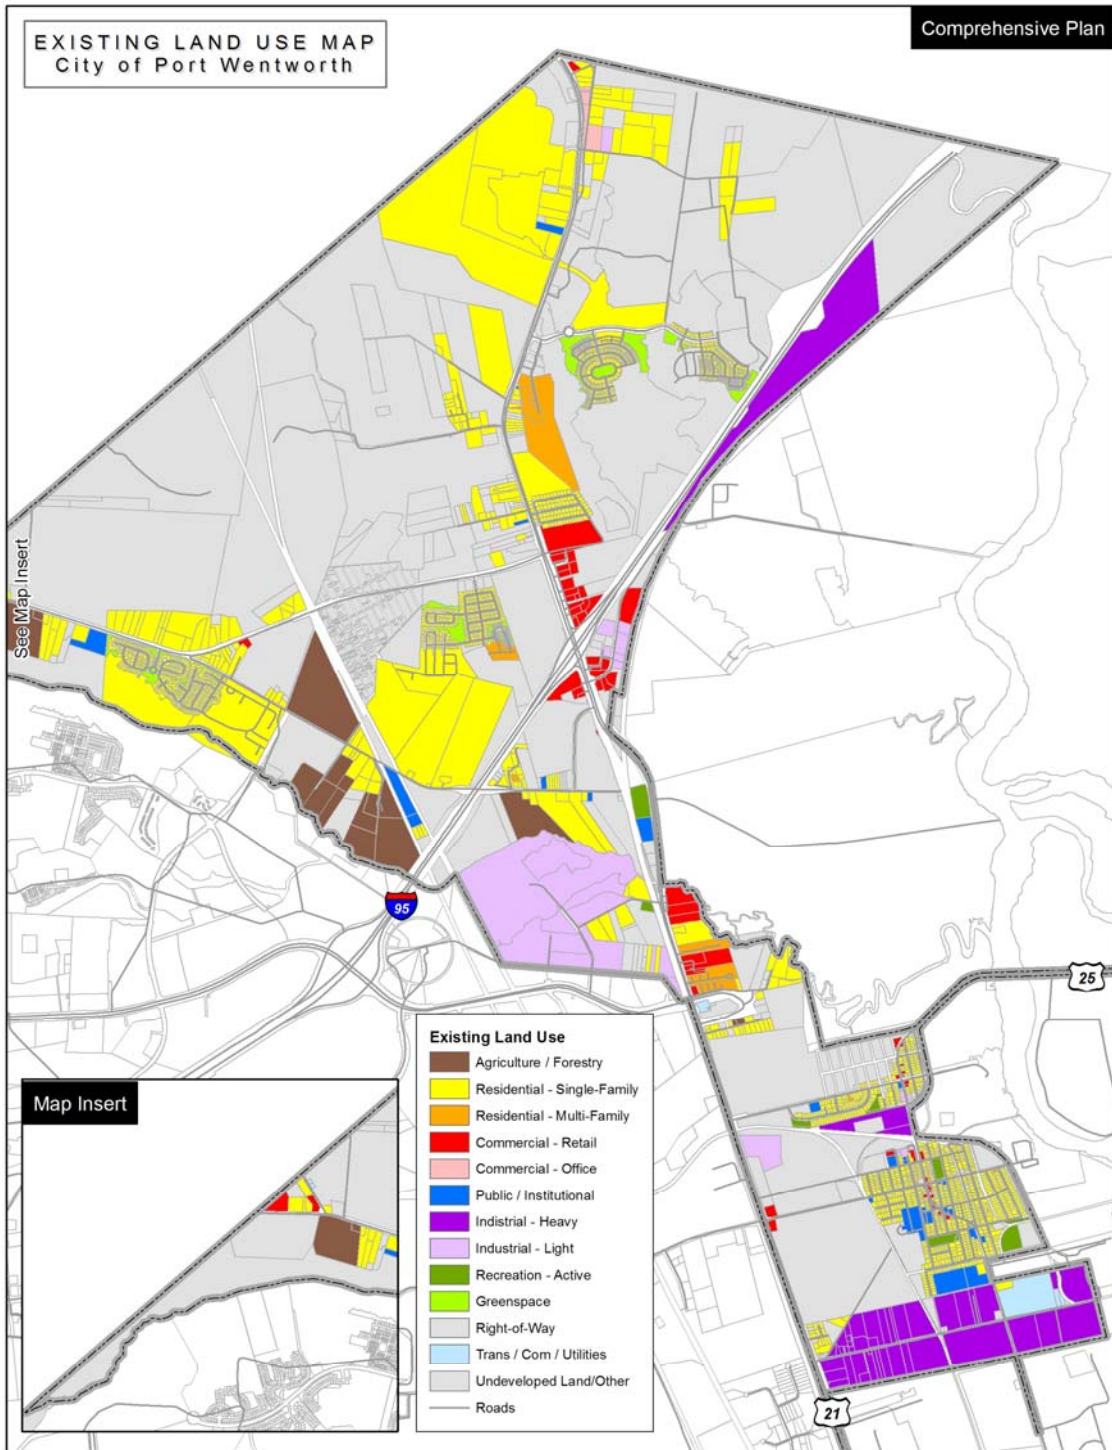 EXISTING LAND USE MAP
City of Port Wentworth
Comprehensive Plan
See Map Insert
95
25
Existing Land Use
Agriculture / Forestry
Residential - Single-Family
Residential - Multi-Family
Commercial - Retail
Commercial - Office
Public / Institutional
Indistrial - Heavy
Industrial - Light
Recreation - Active
Greenspace
Right-of-Way
Trans / Com / Utilities
Undeveloped Land/Other
Roads
Map Insert
21